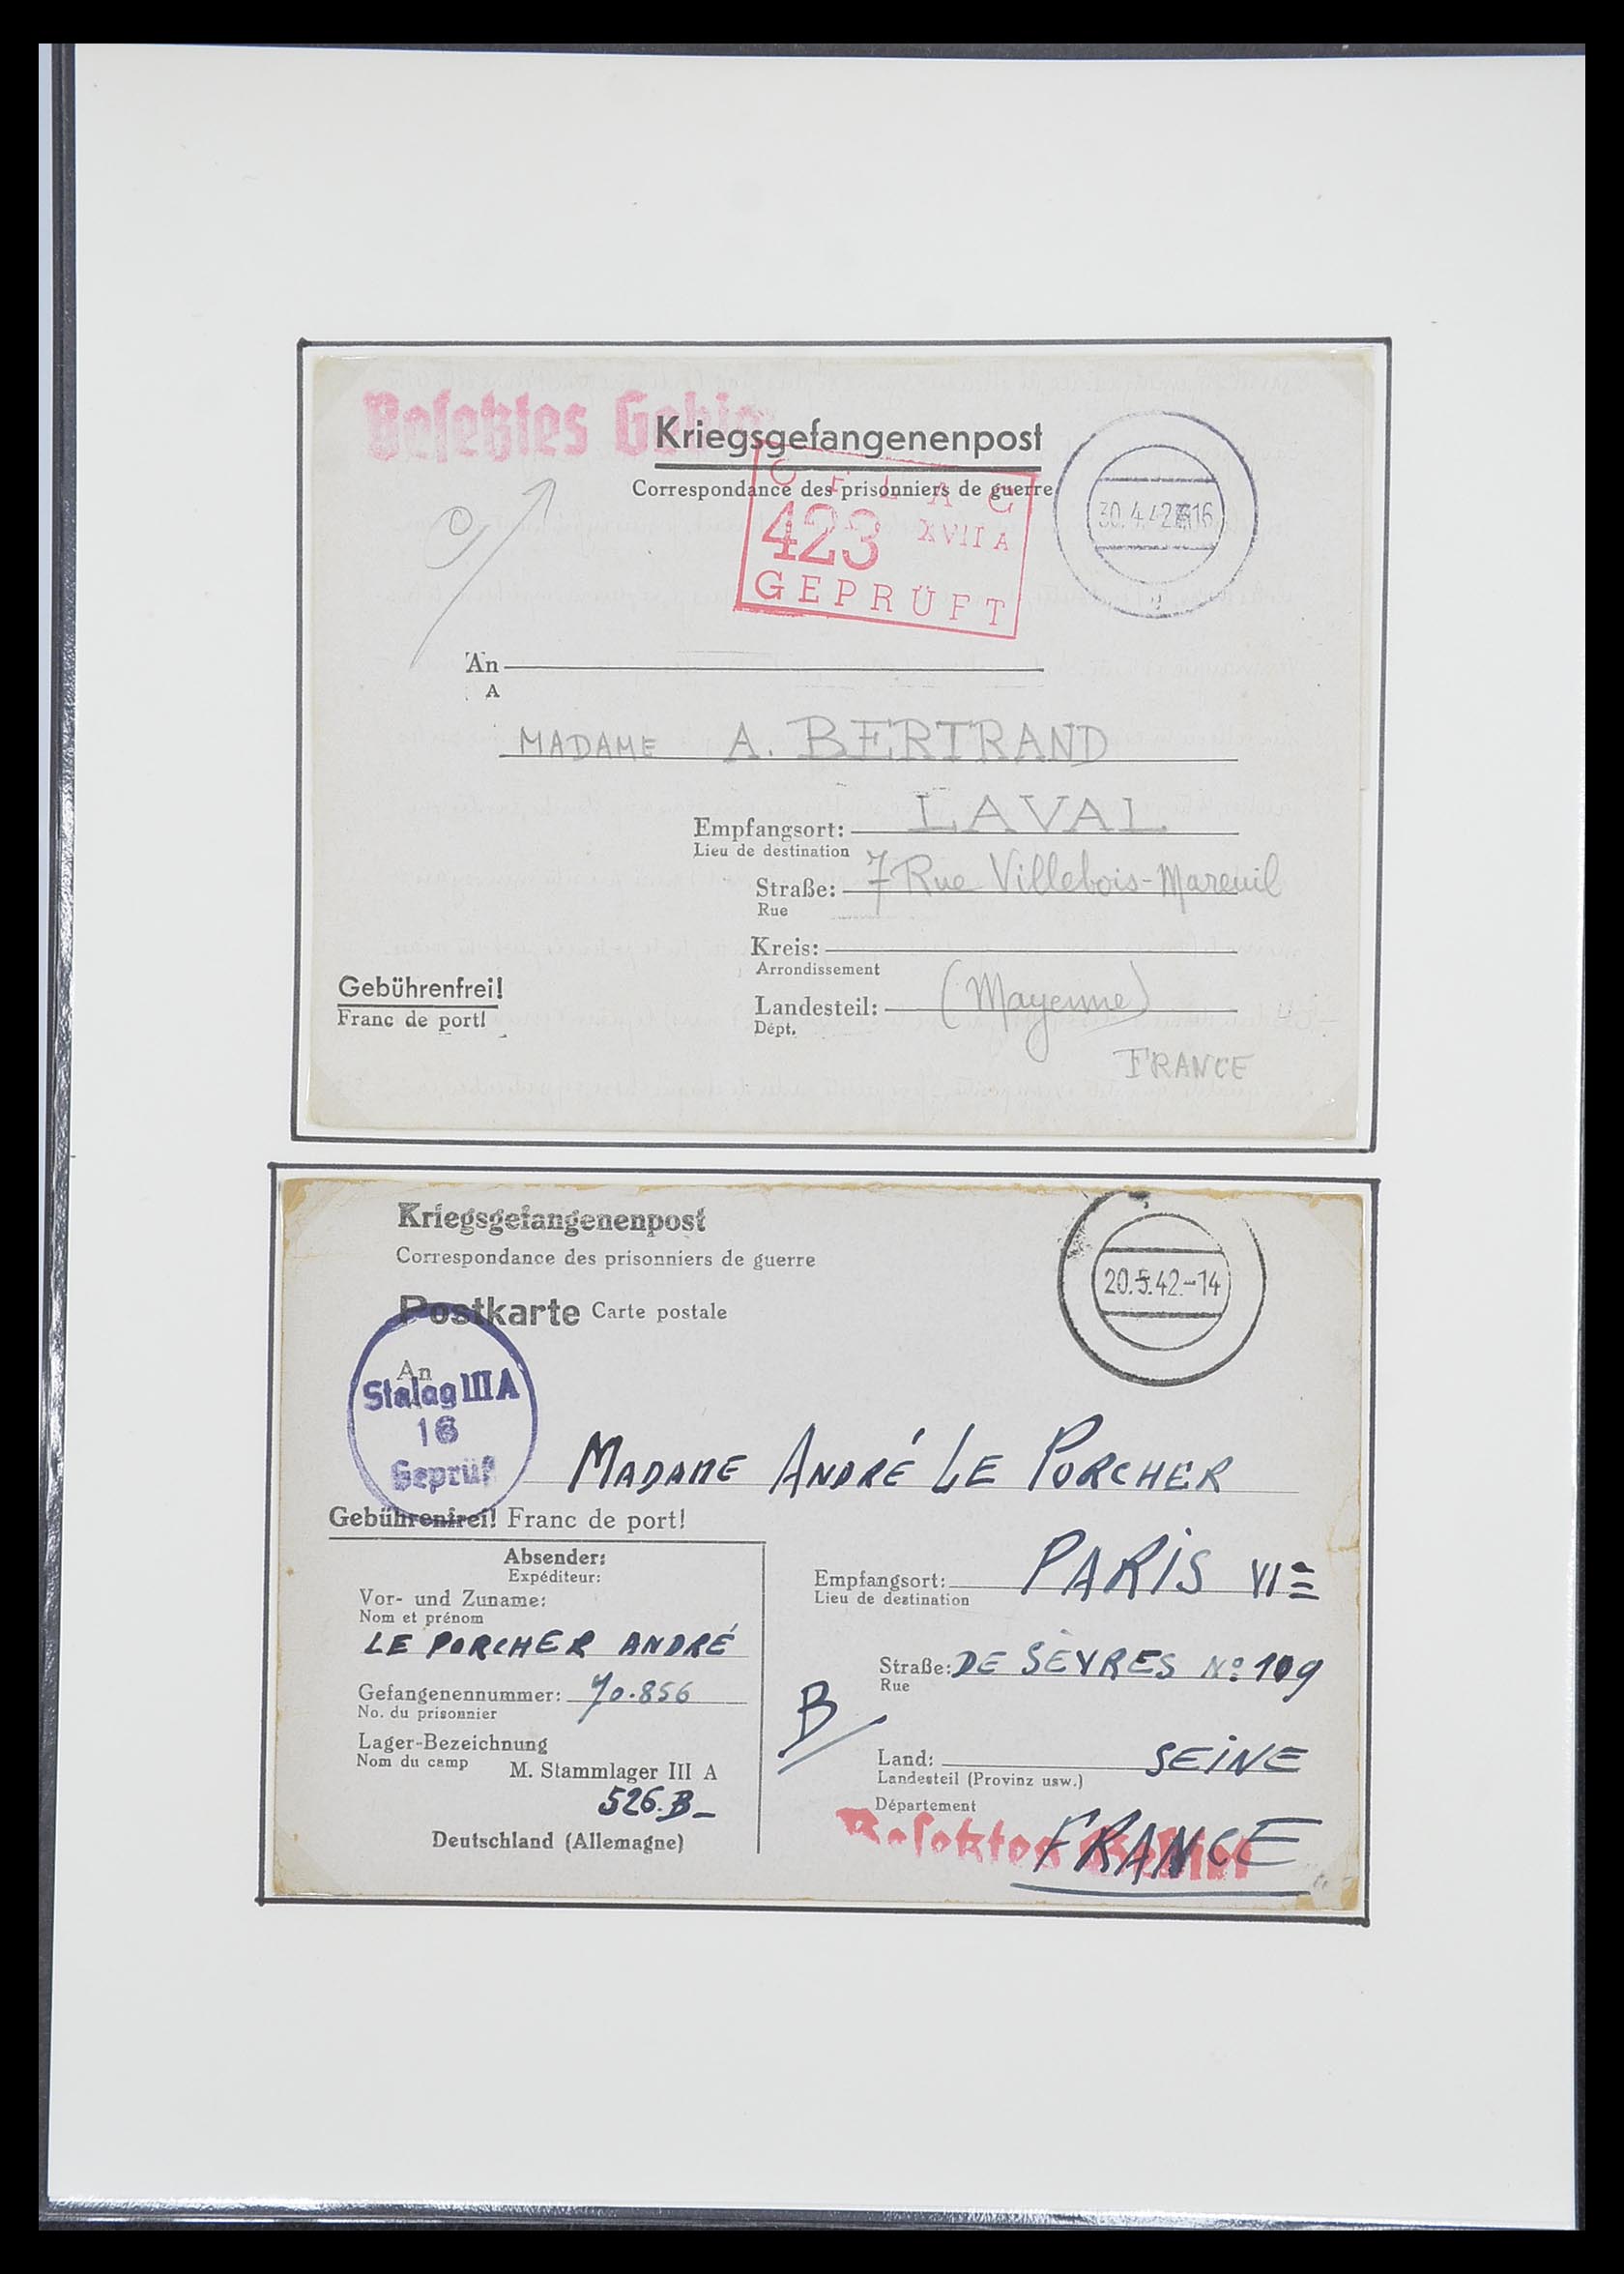 Besetztes
Kriegsgefangenenpost
Correspondance des prisonniers de guerre
OFLAG
423 XVII A
GEPRÜFT
30.4.42 16
An
A
MADAME A. BERTRAND
LAVAL
Empfangsort:
Lieu de destination
7 Rue Villebois-Mareuil
Straße:
Rue
Kreis:
Arrondissement
Gebührenfrei!
Franc de port!
Landesteil: (Mayenne)
Dépt.
FRANCE
Kriegsgefangenenpost
Correspondance des prisonniers de guerre
20.5.42.-14
Postkarte Carte postale
An
Stalag III A
16
Geprüft
MADAME ANDRÉ LE PORCHER
Gebührenfrei! Franc de port!
Absender:
Expéditeur:
Vor- und Zuname:
Nom et prénom
LE PORCHER ANDRÉ
Gefangenennummer: 70.856
No. du prisonnier
Lager-Bezeichnung
Nom du camp
M. Stammlager III A
526.B-
Deutschland (Allemagne)
PARIS VIe
Empfangsort:
Lieu de destination
Straße: DE SÈVRES No 109
Rue
B
Land: SEINE
Landesteil (Provinz usw.)
Département
Besetztes Gebiet
FRANCE